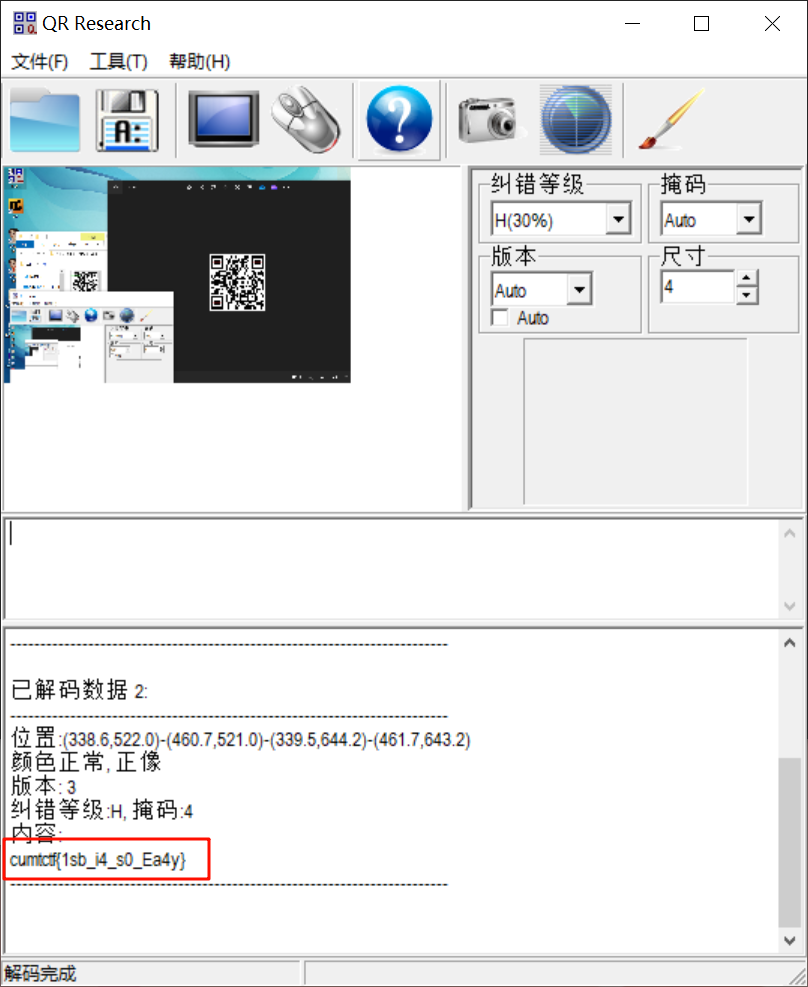 QR Research
文件(F) 工具(T) 帮助(H)
A:
?
纠错等级
掩码
H(30%)
Auto
版本
尺寸
Auto
4
Auto
--------------------------------------------------------------------------
已解码数据 2:
--------------------------------------------------------------------------
位置:(338.6,522.0)-(460.7,521.0)-(339.5,644.2)-(461.7,643.2)
颜色正常, 正像
版本: 3
纠错等级:H, 掩码:4
内容:
cumtctf{1sb_i4_s0_Ea4y}
--------------------------------------------------------------------------
解码完成